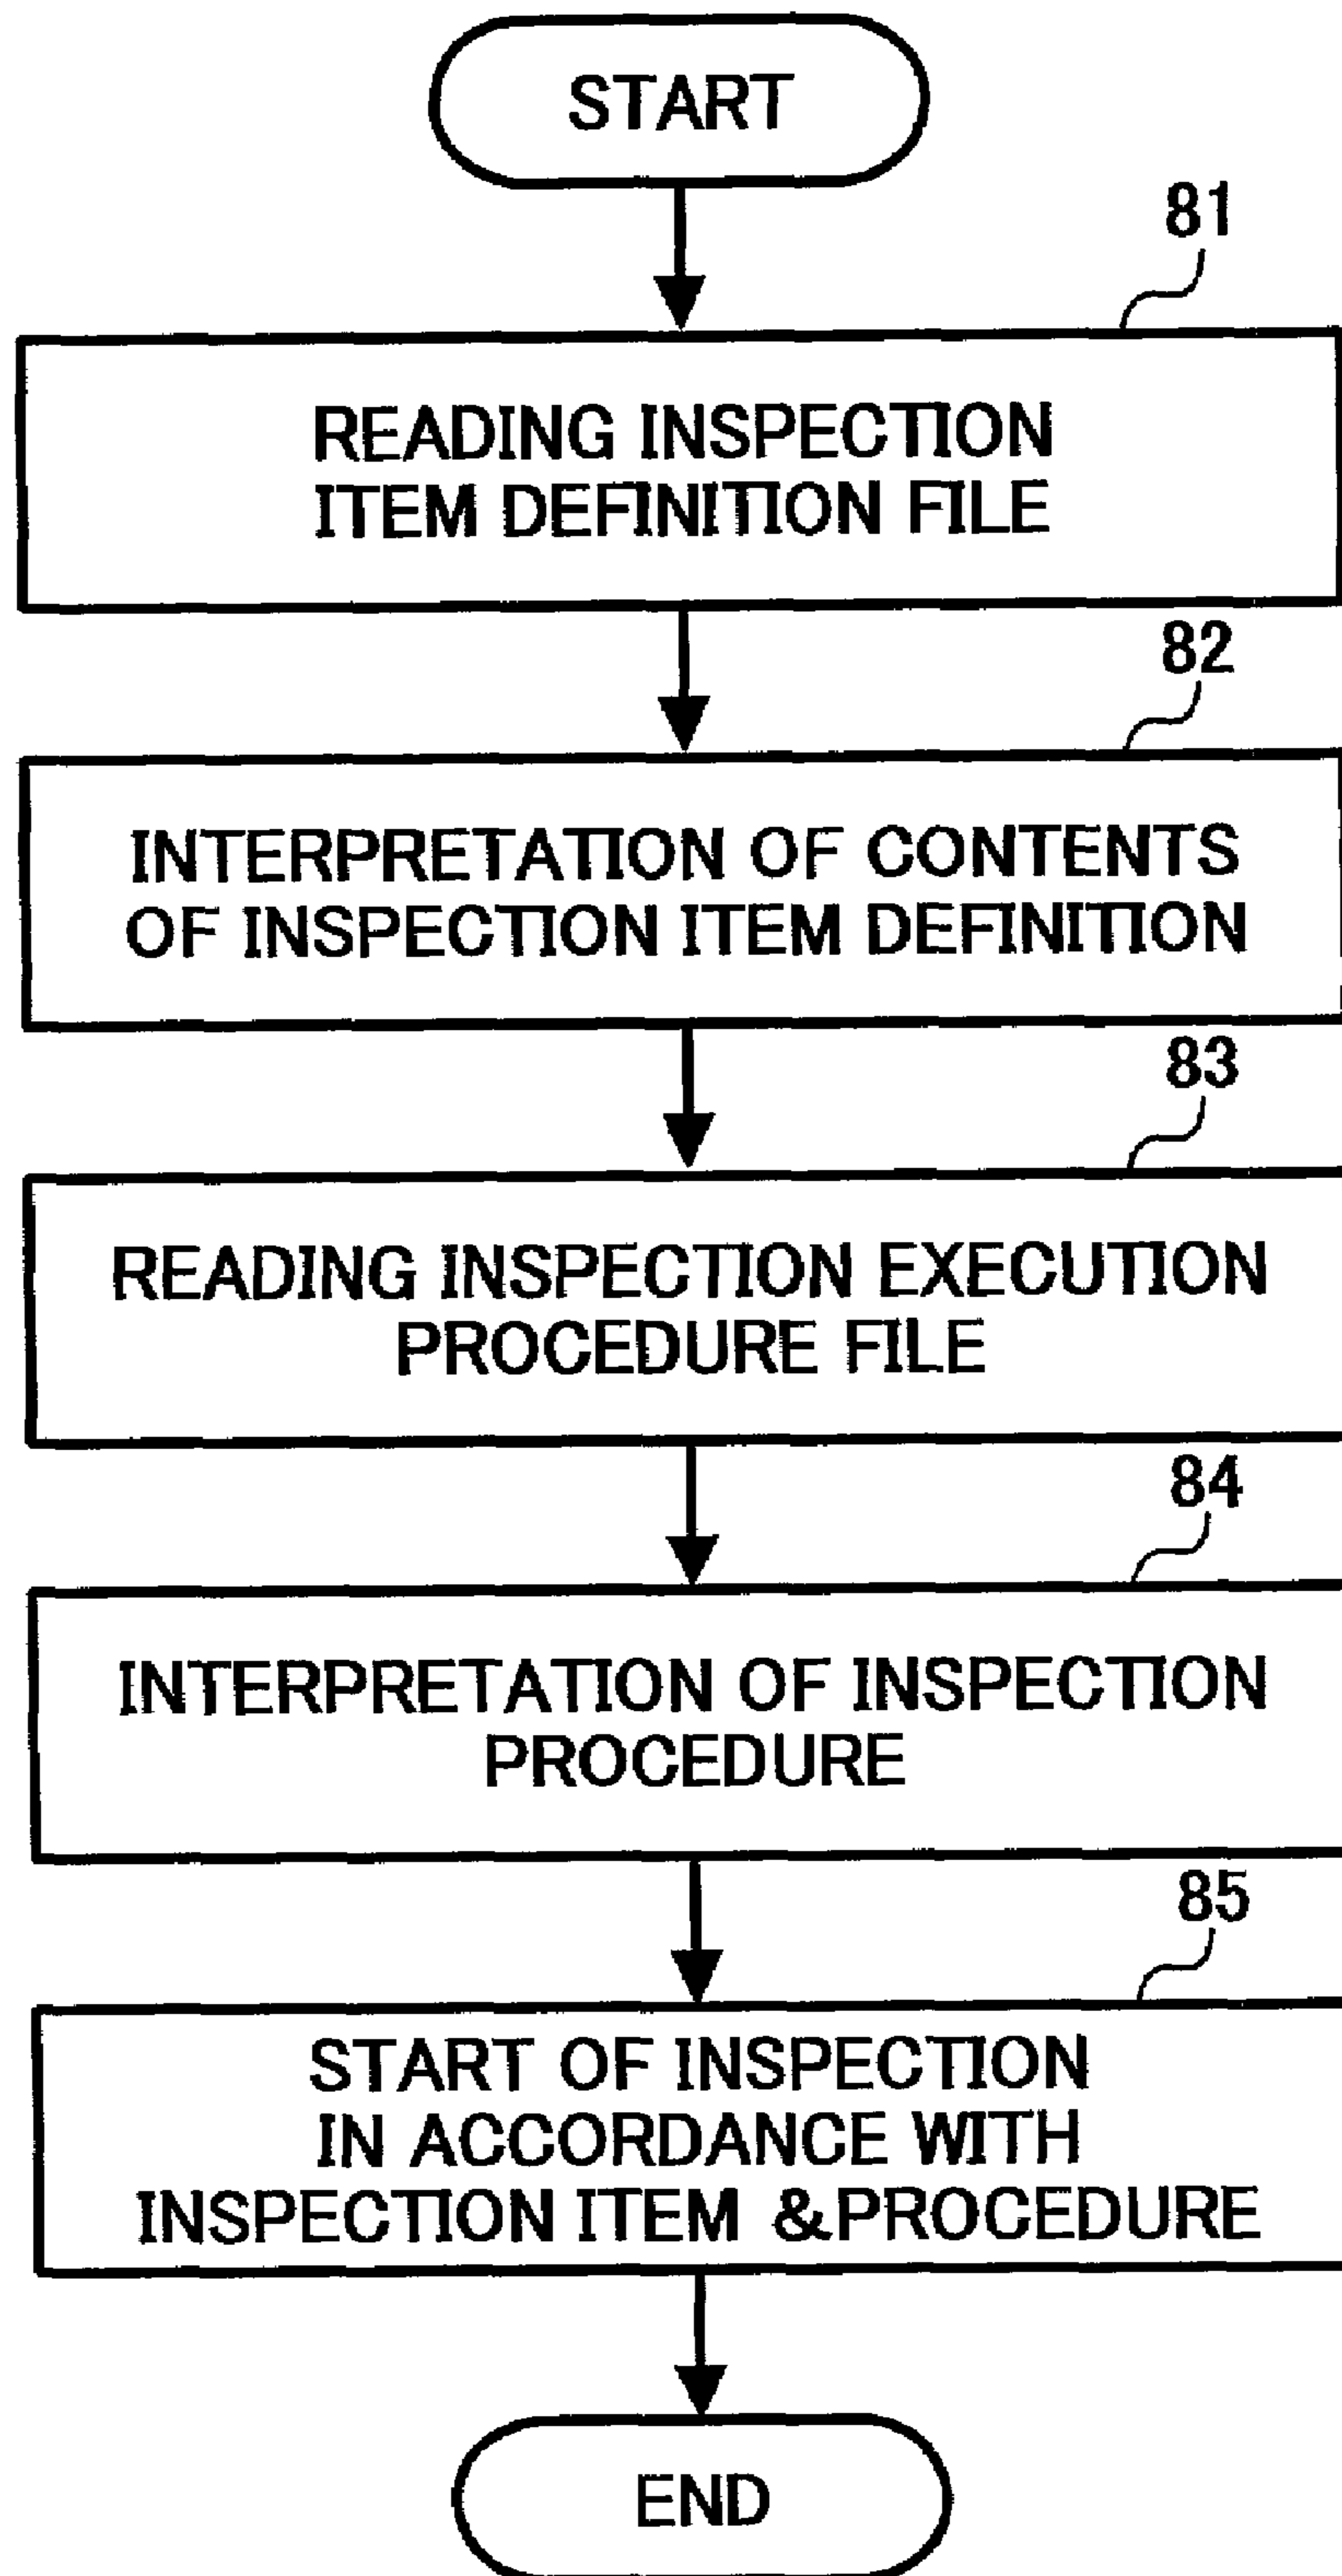 START
81
READING INSPECTION
ITEM DEFINITION FILE
82
INTERPRETATION OF CONTENTS
OF INSPECTION ITEM DEFINITION
83
READING INSPECTION EXECUTION
PROCEDURE FILE
84
INTERPRETATION OF INSPECTION
PROCEDURE
85
START OF INSPECTION
IN ACCORDANCE WITH
INSPECTION ITEM &PROCEDURE
END